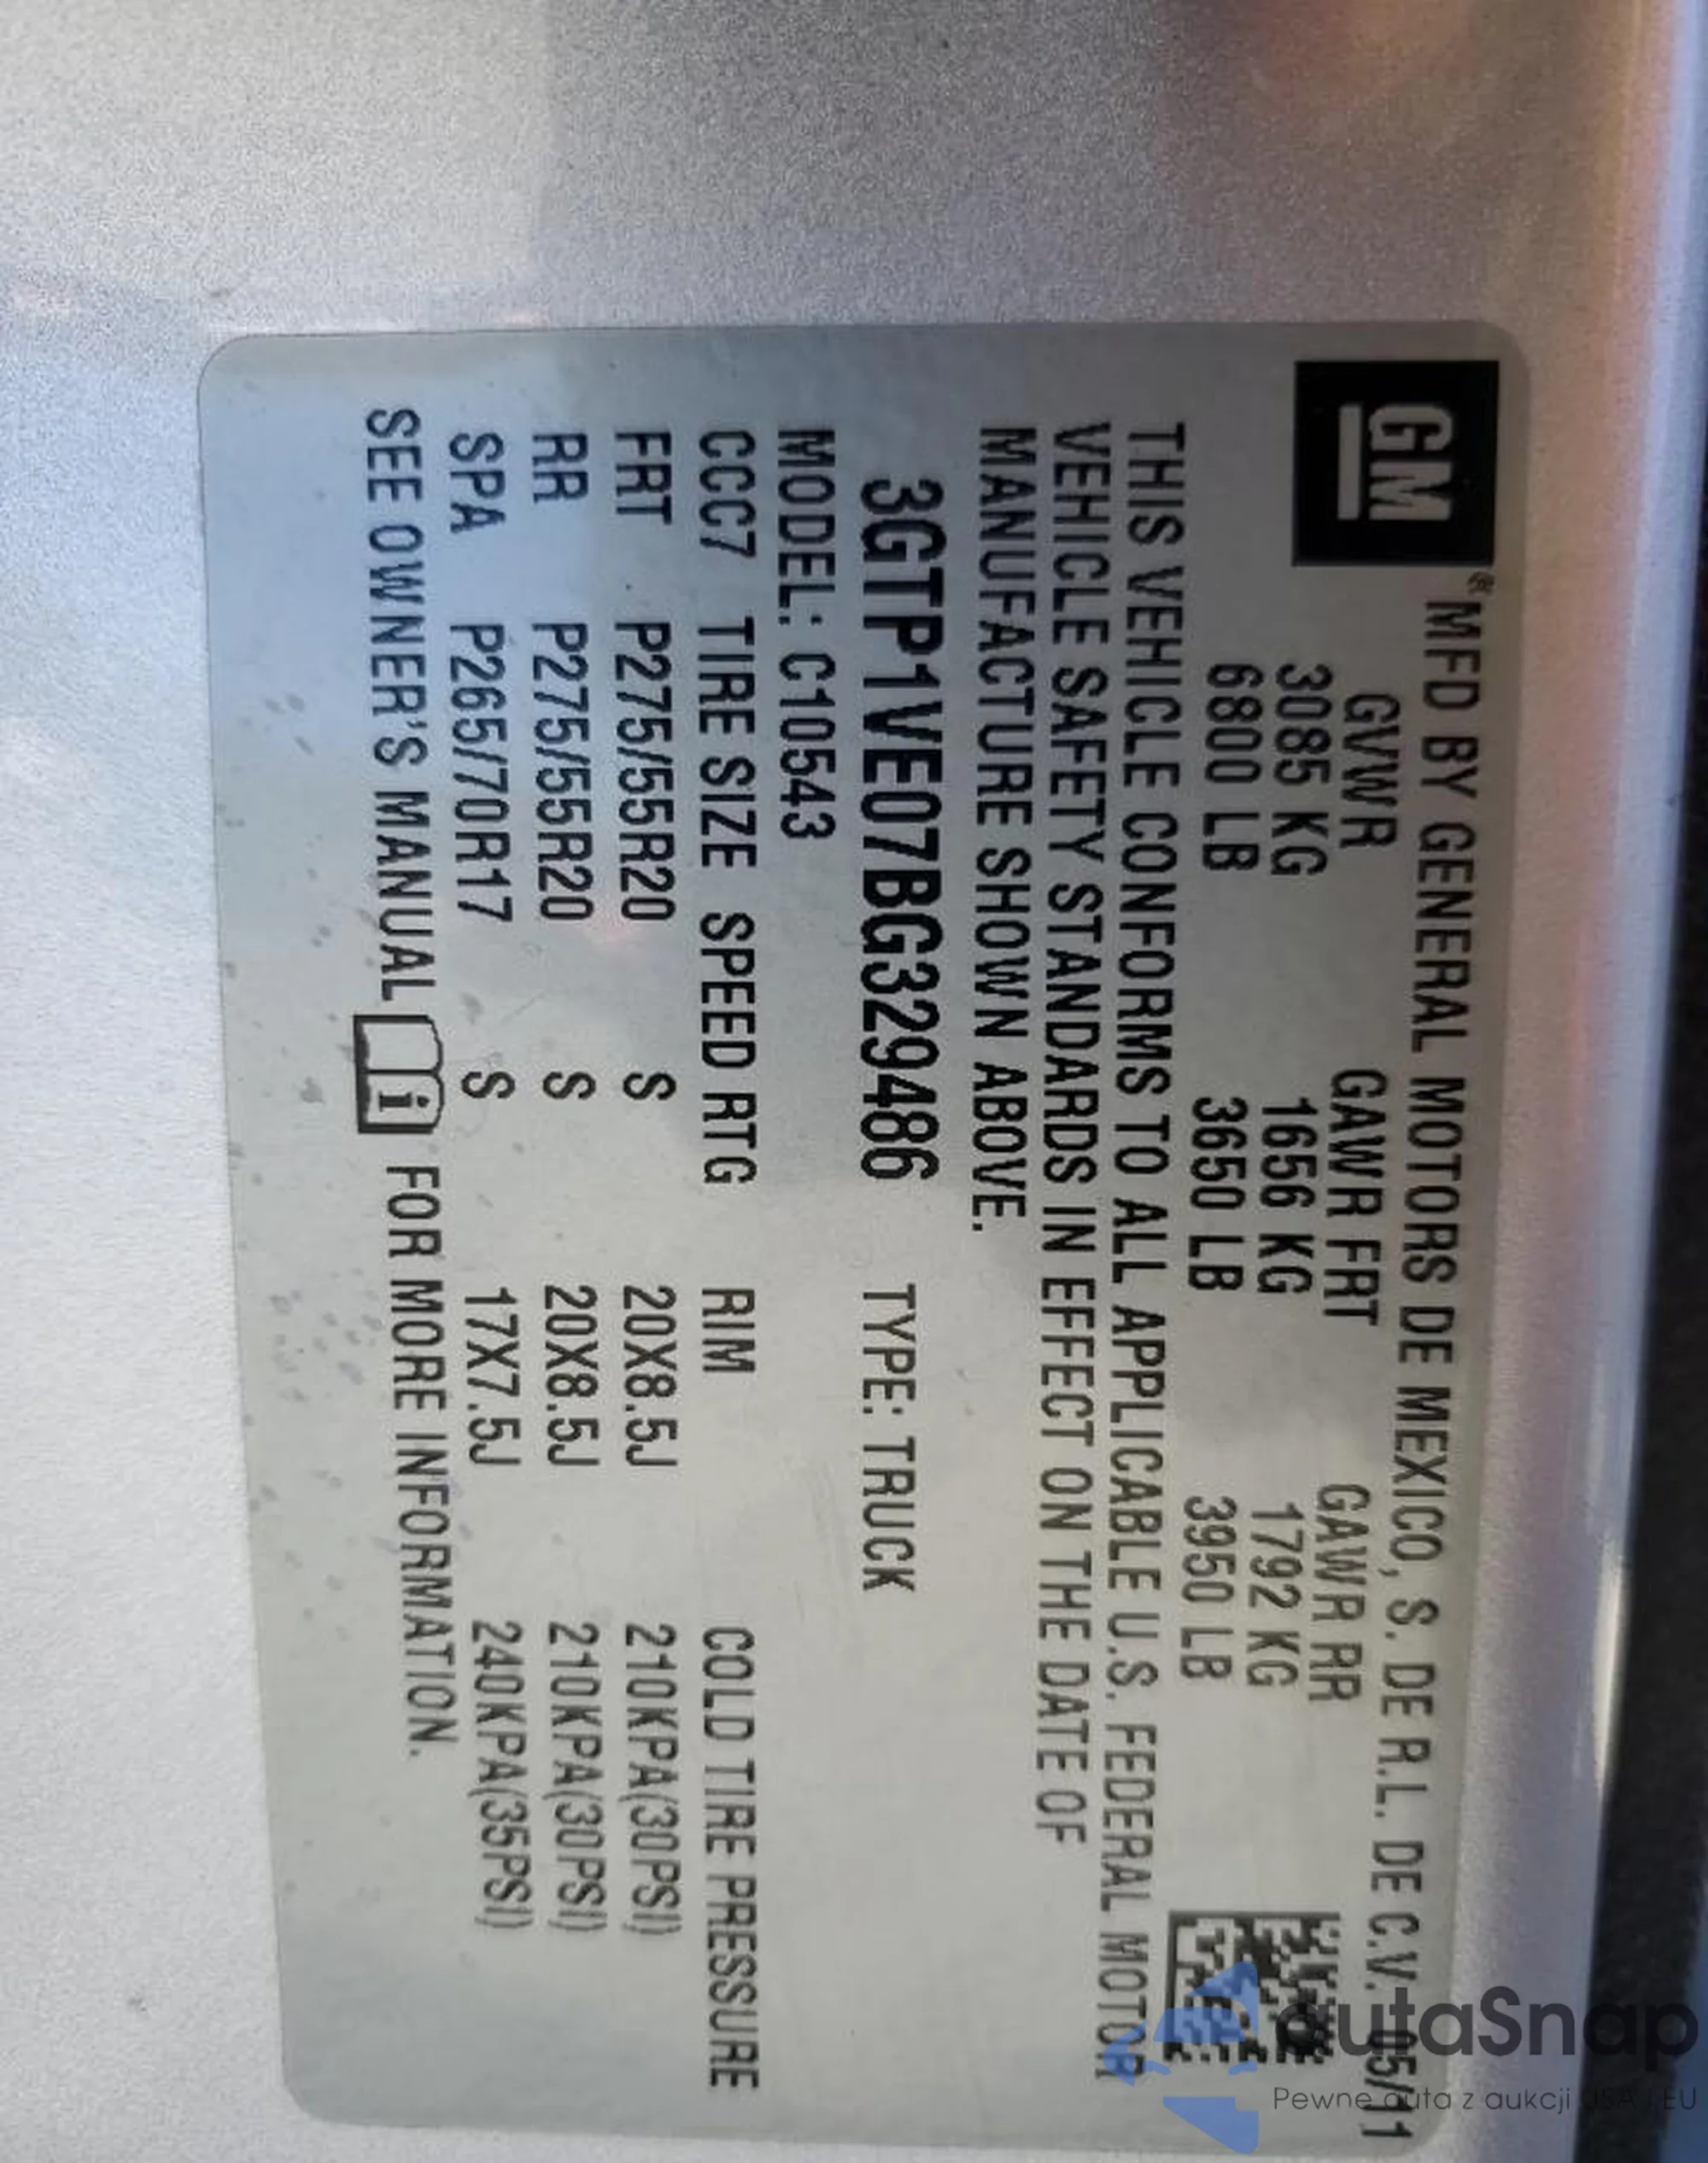 GM® MFD BY GENERAL MOTORS DE MEXICO, S. DE R.L. DE C.V. 05/11
GVWR GAWR FRT GAWR RR
3085 KG 1656 KG 1792 KG
6800 LB 3650 LB 3950 LB
THIS VEHICLE CONFORMS TO ALL APPLICABLE U.S. FEDERAL MOTOR
VEHICLE SAFETY STANDARDS IN EFFECT ON THE DATE OF
MANUFACTURE SHOWN ABOVE.
3GTP1VE07BG329486 TYPE: TRUCK
MODEL: C10543
CCC7 TIRE SIZE SPEED RTG RIM COLD TIRE PRESSURE
FRT P275/55R20 S 20X8.5J 210KPA(30PSI)
RR P275/55R20 S 20X8.5J 210KPA(30PSI)
SPA P265/70R17 S 17X7.5J 240KPA(35PSI)
SEE OWNER'S MANUAL i FOR MORE INFORMATION.
autaSnap
Pewne auta z aukcji USA i EU